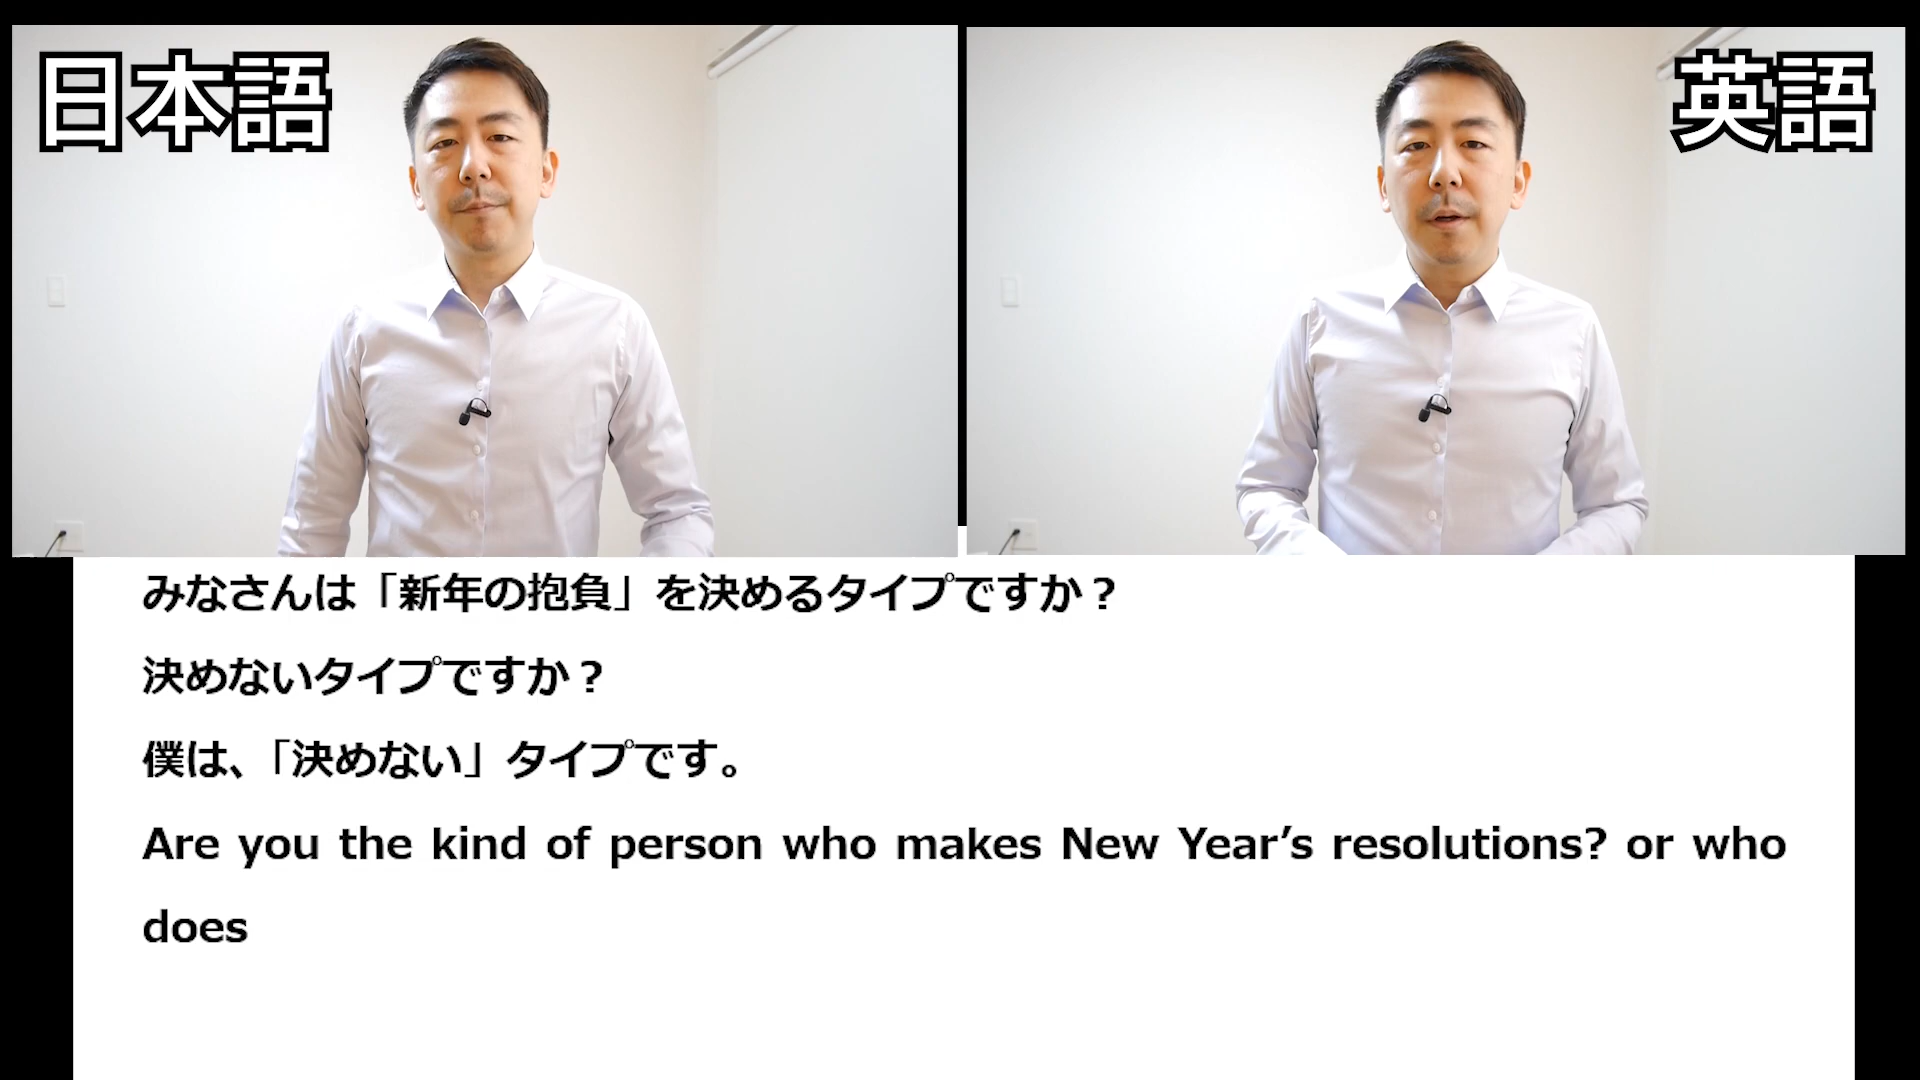 日本語
英語
みなさんは「新年の抱負」を決めるタイプですか？
決めないタイプですか？
僕は、「決めない」タイプです。
Are you the kind of person who makes New Year’s resolutions? or who
does